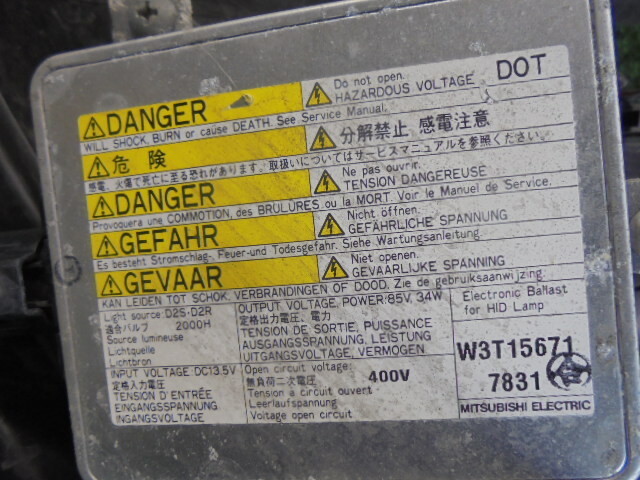 DANGER
Do not open.
HAZARDOUS VOLTAGE
DOT
WILL SHOCK, BURN or cause DEATH. See Service Manual.
危険
分解禁止 感電注意
感電、火傷で死亡に至る恐れがあります。取扱いについてはサービスマニュアルを参照ください。
DANGER
Ne pas ouvrir.
TENSION DANGEREUSE
Provoquera une COMMOTION, des BRÛLURES ou la MORT. Voir le Manuel de Service.
GEFAHR
Nicht öffnen.
GEFÄHRLICHE SPANNUNG
Es besteht Stromschlag-, Feuer-und Todesgefahr. Siehe Wartungsanleitung.
GEVAAR
Niet openen.
GEVAARLIJKE SPANNING
KAN LEIDEN TOT SCHOK, VERBRANDINGEN OF DOOD. Zie de gebruiksaanwijzing.
Light source:D2S·D2R
適合バルブ 2000H
Source lumineuse
Lichtquelle
Lichtbron
OUTPUT VOLTAGE, POWER:85V, 34W
定格出力電圧、電力
TENSION DE SORTIE, PUISSANCE
AUSGANGSSPANNUNG, LEISTUNG
UITGANGSVOLTAGE, VERMOGEN
Electronic Ballast
for HID Lamp
INPUT VOLTAGE DC13.5V
定格入力電圧
TENSION D'ENTRÉE
EINGANGSSPANNUNG
INGANGSVOLTAGE
Open circuit voltage:
無負荷二次電圧 400V
Tension a circuit ouvert
Leerlaufspannung
Voltage open circuit
W3T15671
7831
MITSUBISHI ELECTRIC